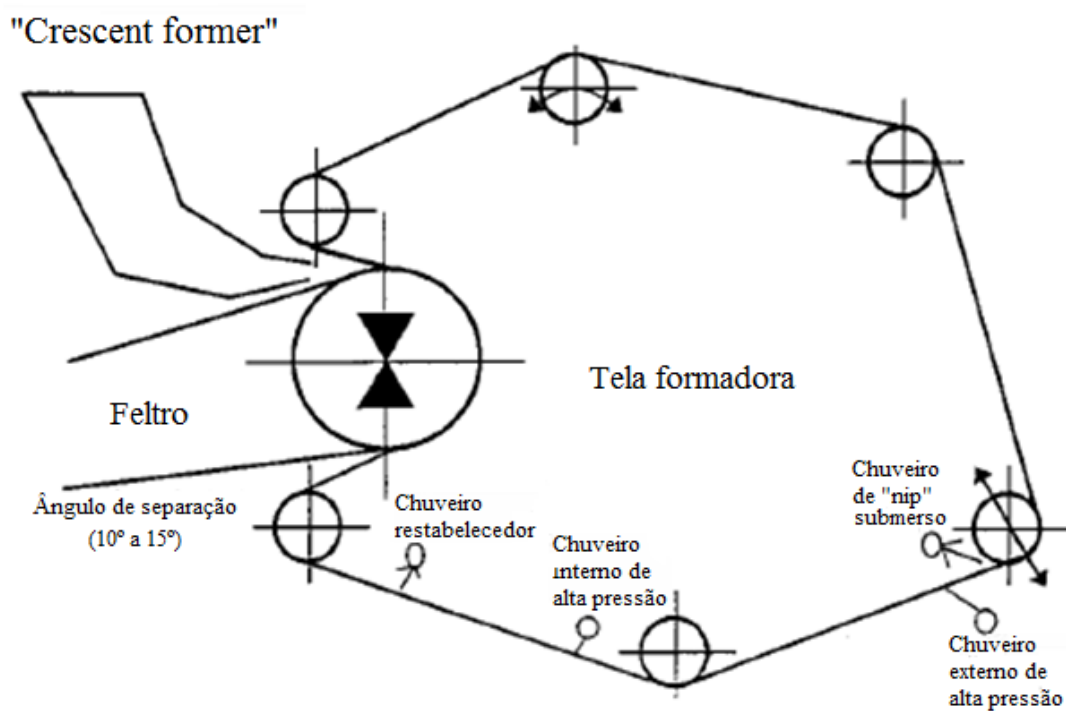 "Crescent former"
Tela formadora
Feltro
Ângulo de separação
(10º a 15º)
Chuveiro
restabelecedor
Chuveiro
interno de
alta pressão
Chuveiro
de "nip"
submerso
Chuveiro
externo de
alta pressão